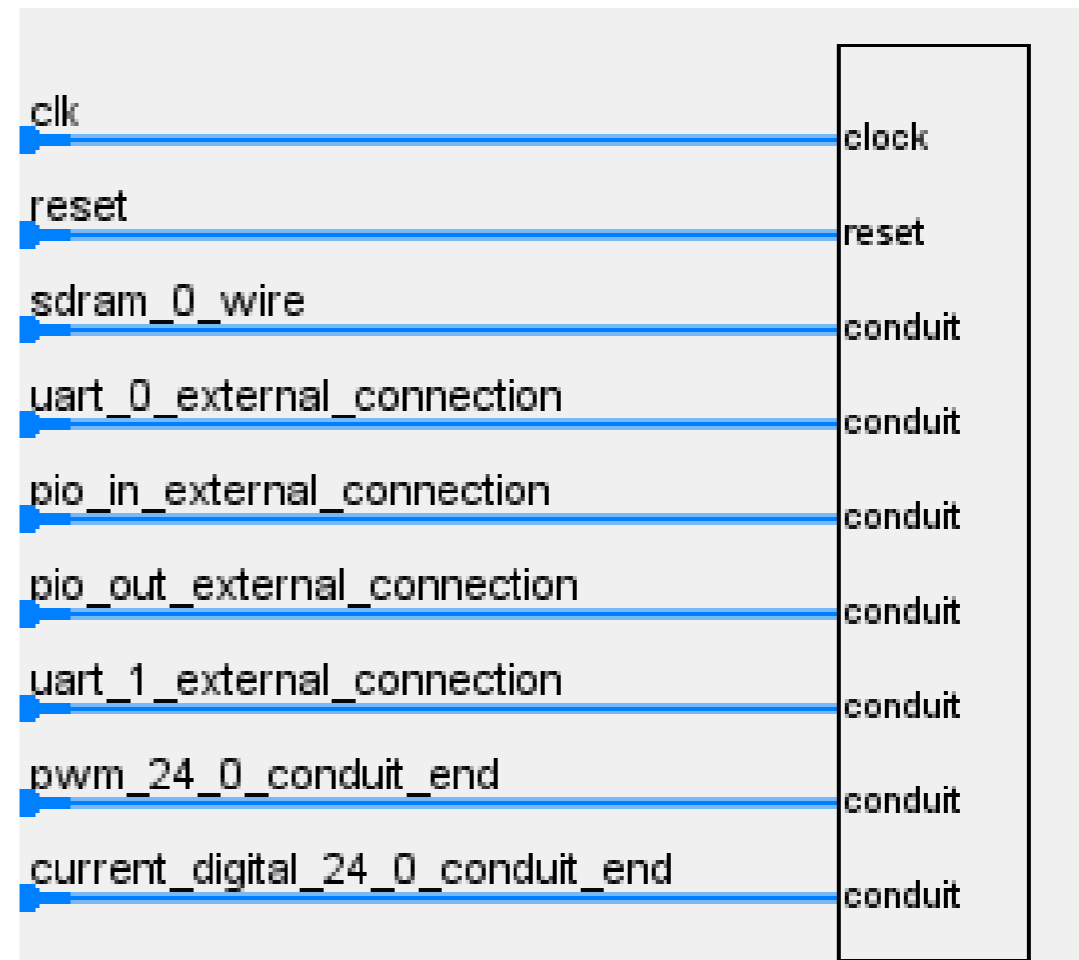 clk
clock
reset
reset
sdram_0_wire
conduit
uart_0_external_connection
conduit
pio_in_external_connection
conduit
pio_out_external_connection
conduit
uart_1_external_connection
conduit
pwm_24_0_conduit_end
conduit
current_digital_24_0_conduit_end
conduit